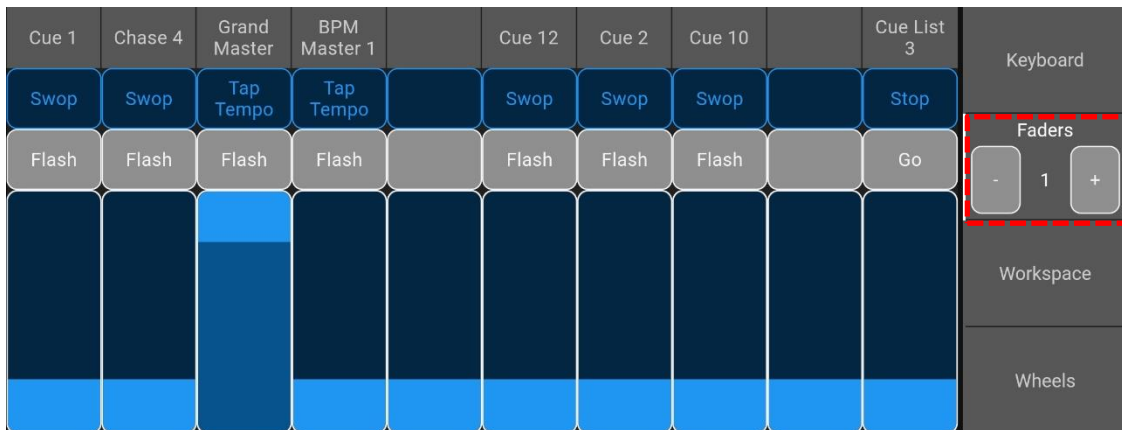 Cue 1
Chase 4
Grand
Master
BPM
Master 1
Cue 12
Cue 2
Cue 10
Cue List
3
Swop
Swop
Tap
Tempo
Tap
Tempo
Swop
Swop
Swop
Stop
Flash
Flash
Flash
Flash
Flash
Flash
Flash
Go
Keyboard
Faders
- 1 +
Workspace
Wheels